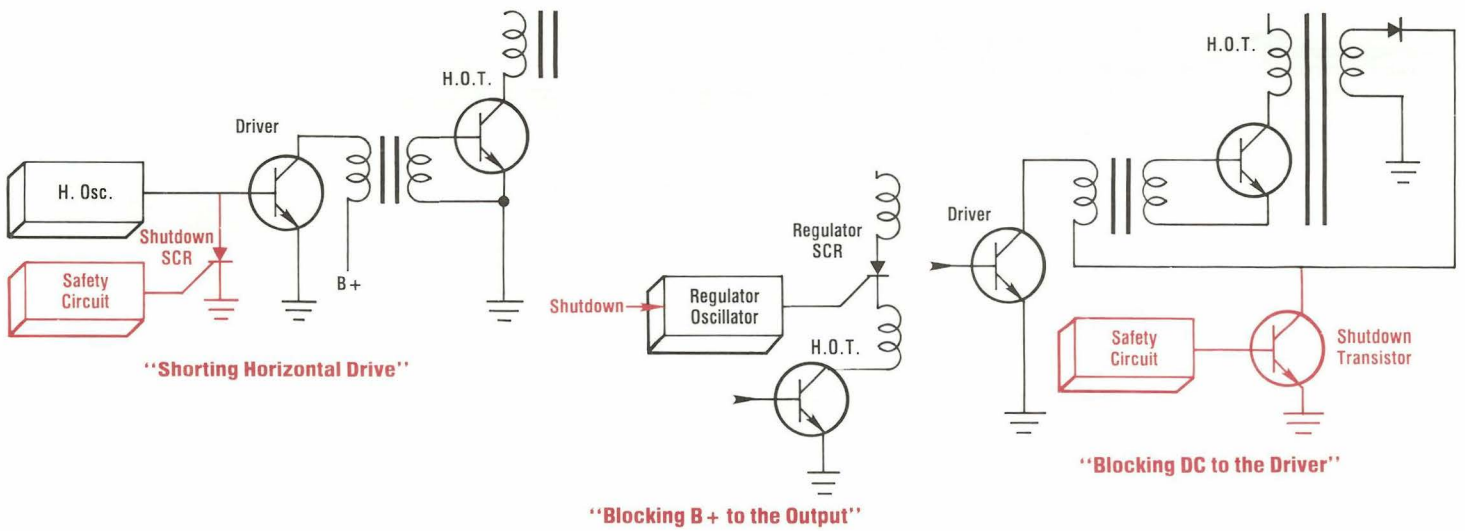 H.O.T.
Driver
H. Osc.
Shutdown
SCR
Safety
Circuit
B+
"Shorting Horizontal Drive"
Regulator
SCR
Shutdown
Regulator
Oscillator
H.O.T.
"Blocking B+ to the Output"
H.O.T.
Driver
Safety
Circuit
Shutdown
Transistor
"Blocking DC to the Driver"